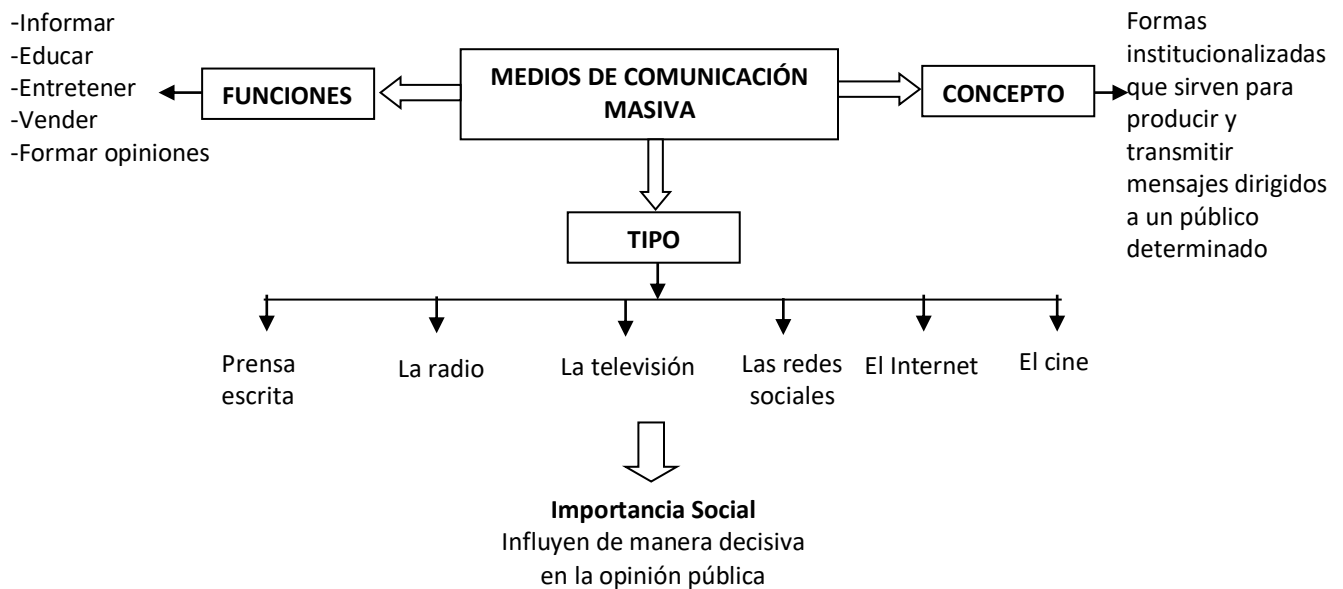 -Informar
-Educar
-Entretener
-Vender
-Formar opiniones
FUNCIONES
MEDIOS DE COMUNICACIÓN
MASIVA
CONCEPTO
Formas
institucionalizadas
que sirven para
producir y
transmitir
mensajes dirigidos
a un público
determinado
TIPO
Prensa
escrita
La radio
La televisión
Las redes
sociales
El Internet
El cine
Importancia Social
Influyen de manera decisiva
en la opinión pública